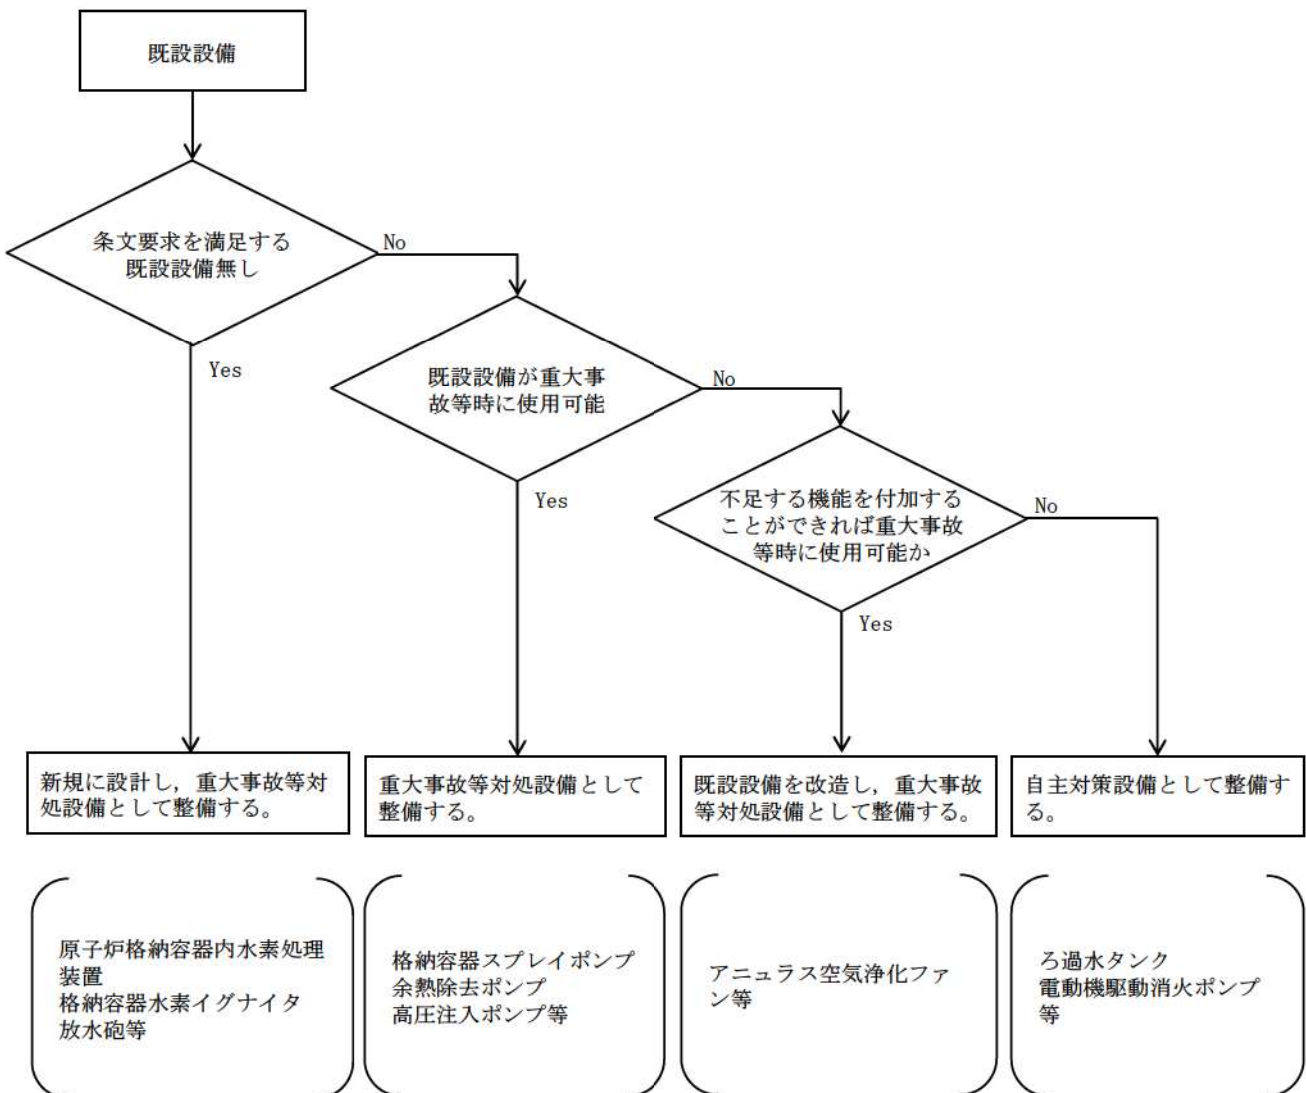 既設設備
条文要求を満足する
既設設備無し
No
Yes
既設設備が重大事
故等時に使用可能
No
Yes
不足する機能を付加する
ことができれば重大事故
等時に使用可能か
No
Yes
新規に設計し，重大事故等対
処設備として整備する。
重大事故等対処設備として
整備する。
既設設備を改造し，重大事故
等対処設備として整備する。
自主対策設備として整備す
る。
原子炉格納容器内水素処理
装置
格納容器水素イグナイタ
放水砲等
格納容器スプレイポンプ
余熱除去ポンプ
高圧注入ポンプ等
アニュラス空気浄化ファ
ン等
ろ過水タンク
電動機駆動消火ポンプ
等